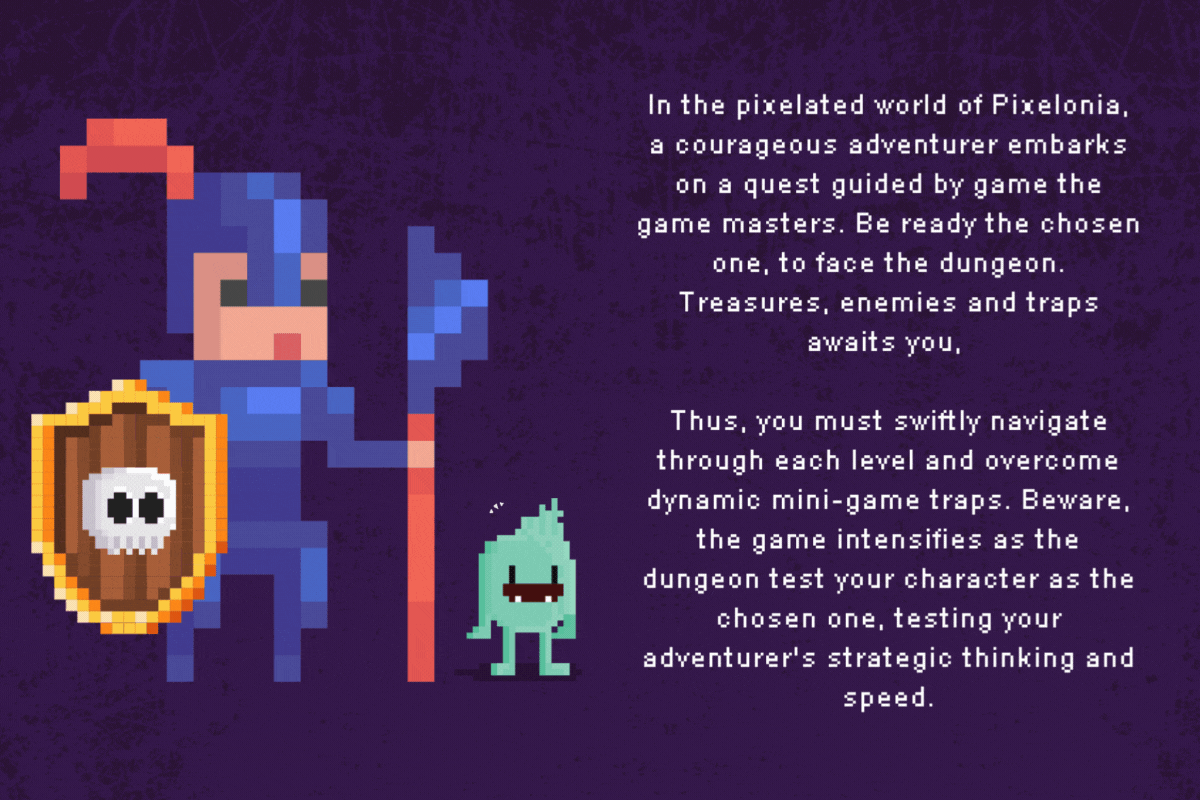 In the pixelated world of Pixelonia,
a courageous adventurer embarks
on a quest guided by game the
game masters. Be ready the chosen
one, to face the dungeon.
Treasures, enemies and traps
awaits you,
Thus, you must swiftly navigate
through each level and overcome
dynamic mini-game traps. Beware,
the game intensifies as the
dungeon test your character as the
chosen one, testing your
adventurer's strategic thinking and
speed.